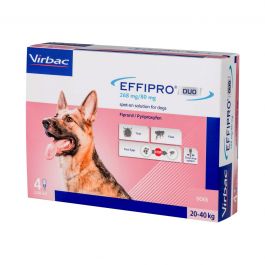 Virbac
EFFIPRO® DUO
268 mg/80 mg
spot-on solution for dogs
Fipronil / Pyriproxyfen
4
DOGS
20-40 kg
Virbac